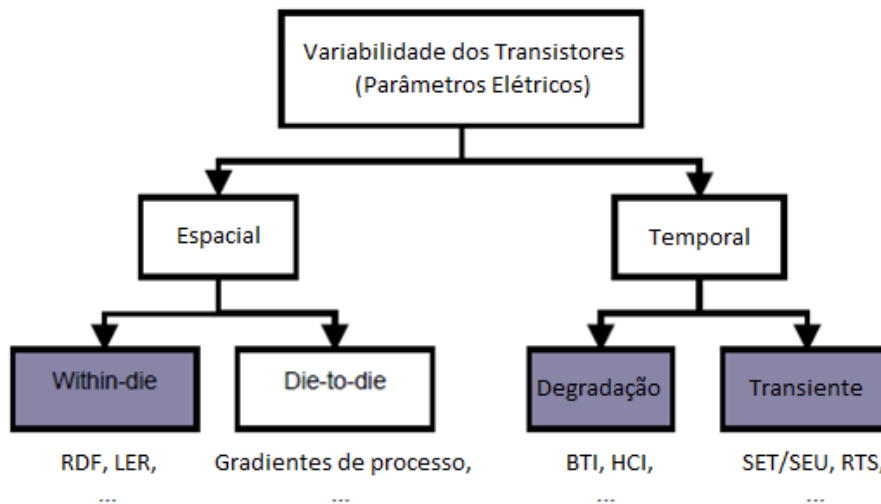 Variabilidade dos Transistores
(Parâmetros Elétricos)
Espacial
Temporal
Within-die
Die-to-die
Degradação
Transiente
RDF, LER,
...
Gradientes de processo,
...
BTI, HCI,
...
SET/SEU, RTS,
...